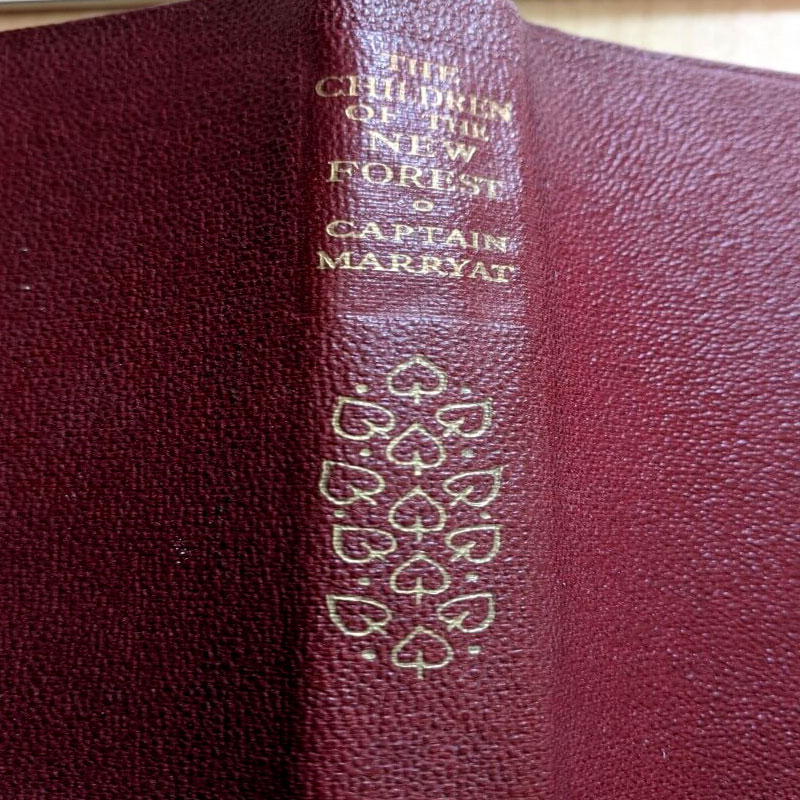 THE
CHILDREN
OF THE
NEW
FOREST
CAPTAIN
MARRYAT